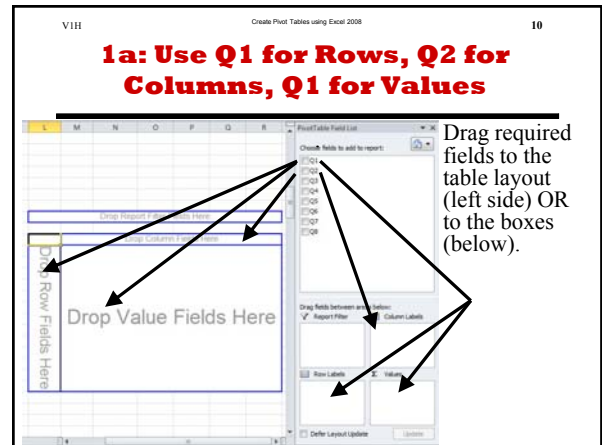 V1H
Create Pivot Tables using Excel 2008
10
1a: Use Q1 for Rows, Q2 for
Columns, Q1 for Values
L M N O P Q R
Drop Report Filter Fields Here
Drop Column Fields Here
Drop Row Fields Here
Drop Value Fields Here
PivotTable Field List
Choose fields to add to report:
Q1
Q2
Q3
Q4
Q5
Q6
Q7
Q8
Drag fields between areas below:
Report Filter Column Labels
Row Labels Σ Values
Defer Layout Update Update
Drag required
fields to the
table layout
(left side) OR
to the boxes
(below).